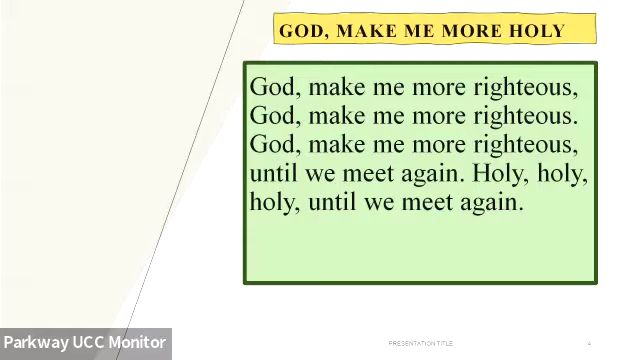 GOD, MAKE ME MORE HOLY
God, make me more righteous,
God, make me more righteous.
God, make me more righteous,
until we meet again. Holy, holy,
holy, until we meet again.
Parkway UCC Monitor
PRESENTATION TITLE
4